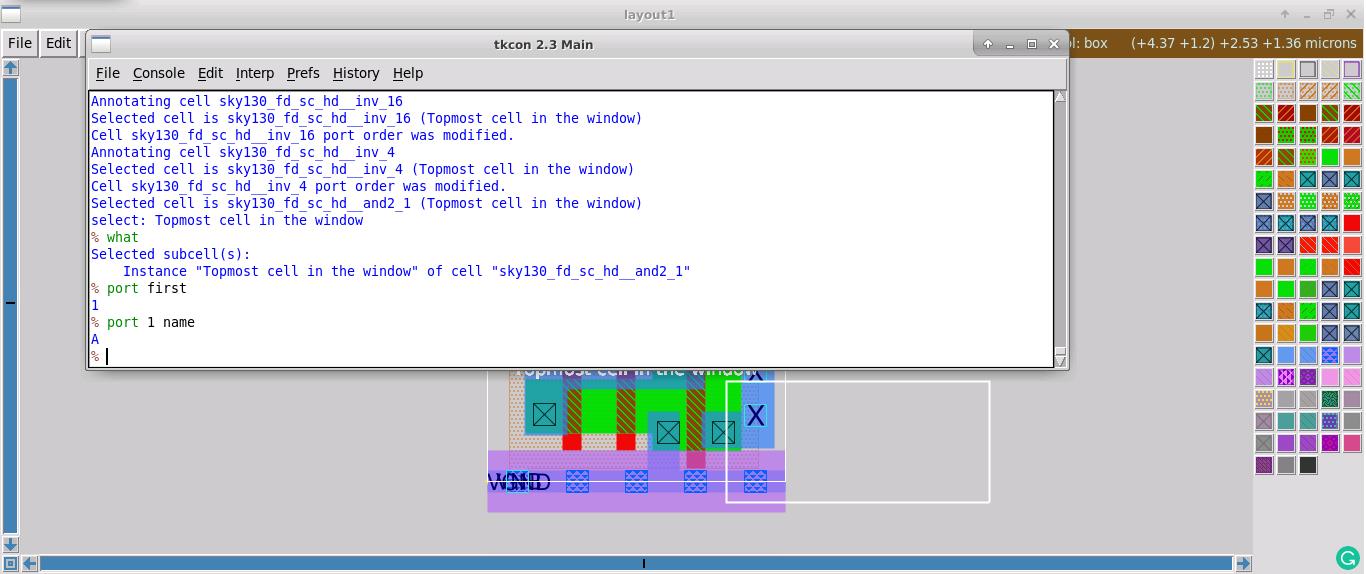 layout1
File Edit
ol: box (+4.37 +1.2) +2.53 +1.36 microns
tkcon 2.3 Main
File Console Edit Interp Prefs History Help
Annotating cell sky130_fd_sc_hd__inv_16
Selected cell is sky130_fd_sc_hd__inv_16 (Topmost cell in the window)
Cell sky130_fd_sc_hd__inv_16 port order was modified.
Annotating cell sky130_fd_sc_hd__inv_4
Selected cell is sky130_fd_sc_hd__inv_4 (Topmost cell in the window)
Cell sky130_fd_sc_hd__inv_4 port order was modified.
Selected cell is sky130_fd_sc_hd__and2_1 (Topmost cell in the window)
select: Topmost cell in the window
% what
Selected subcell(s):
Instance "Topmost cell in the window" of cell "sky130_fd_sc_hd__and2_1"
% port first
1
% port 1 name
A
%
Topmost cell in the window
X
X